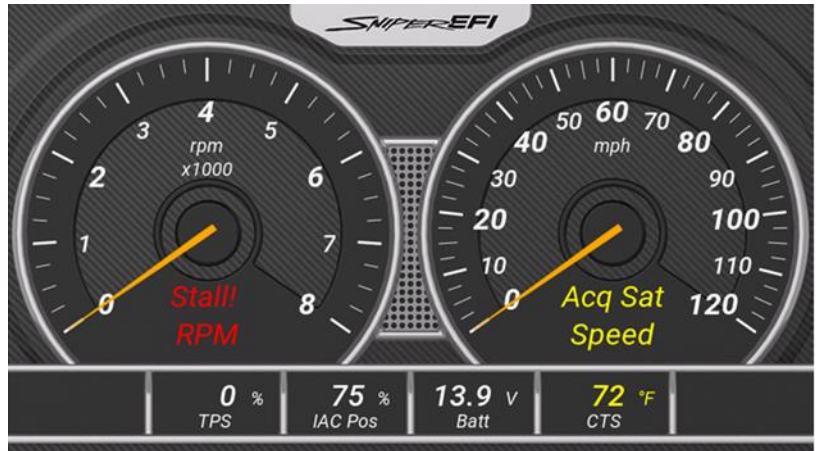 SNIPER EFI
0
1
2
3
4
5
6
7
8
rpm
x1000
Stall!
RPM
0
10
20
30
40
50
60
70
80
90
100
110
120
mph
Acq Sat
Speed
0 %
TPS
75 %
IAC Pos
13.9 V
Batt
72 °F
CTS